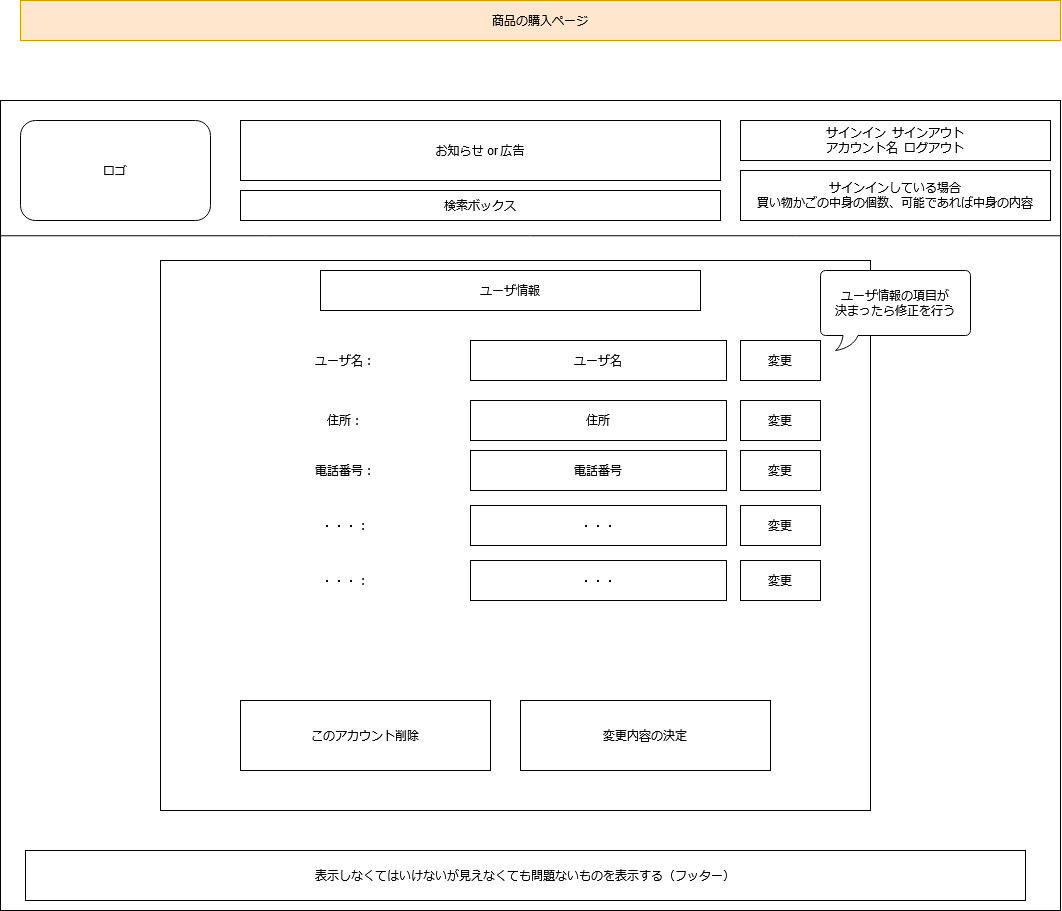 商品の購入ページ
ロゴ
お知らせ or 広告
検索ボックス
サインイン サインアウト
アカウント名 ログアウト
サインインしている場合
買い物かごの中身の個数、可能であれば中身の内容
ユーザ情報
ユーザ情報の項目が
決まったら修正を行う
ユーザ名： ユーザ名 変更
住所： 住所 変更
電話番号： 電話番号 変更
・・・： ・・・ 変更
・・・： ・・・ 変更
このアカウント削除 変更内容の決定
表示しなくてはいけないが見えなくても問題ないものを表示する（フッター）